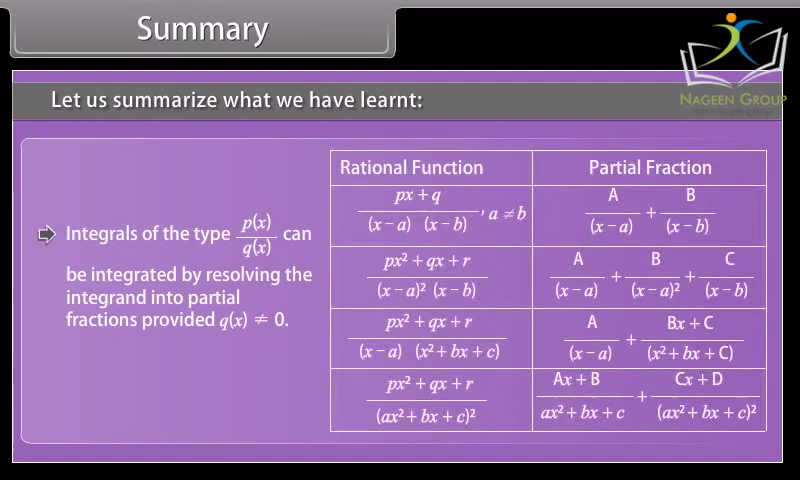 Summary
NAGEEN GROUP
Let us summarize what we have learnt:
Integrals of the type p(x)/q(x) can
be integrated by resolving the
integrand into partial
fractions provided q(x) ≠ 0.
Rational Function Partial Fraction
(px + q)/((x – a) (x – b)), a ≠ b A/(x – a) + B/(x – b)
(px² + qx + r)/((x – a)² (x – b)) A/(x – a) + B/(x – a)² + C/(x – b)
(px² + qx + r)/((x – a) (x² + bx + c)) A/(x – a) + (Bx + C)/(x² + bx + C)
(px² + qx + r)/(ax² + bx + c)² (Ax + B)/(ax² + bx + c) + (Cx + D)/(ax² + bx + c)²